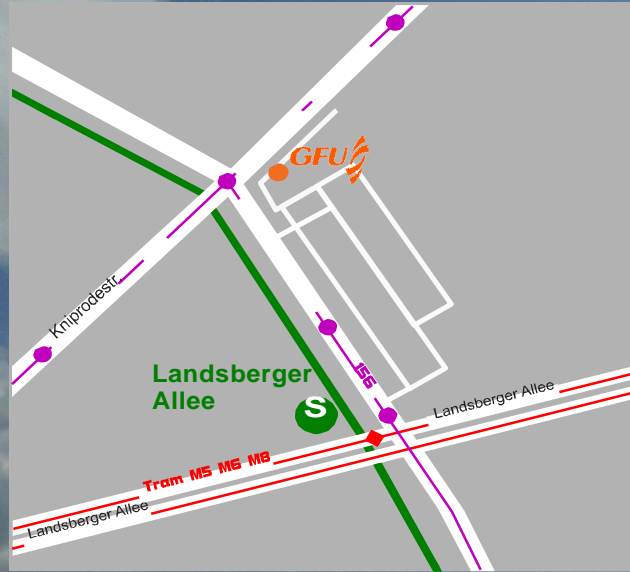 GFU
Kniprodestr.
156
Landsberger
Allee
S
Landsberger Allee
Tram M5 M6 M8
Landsberger Allee